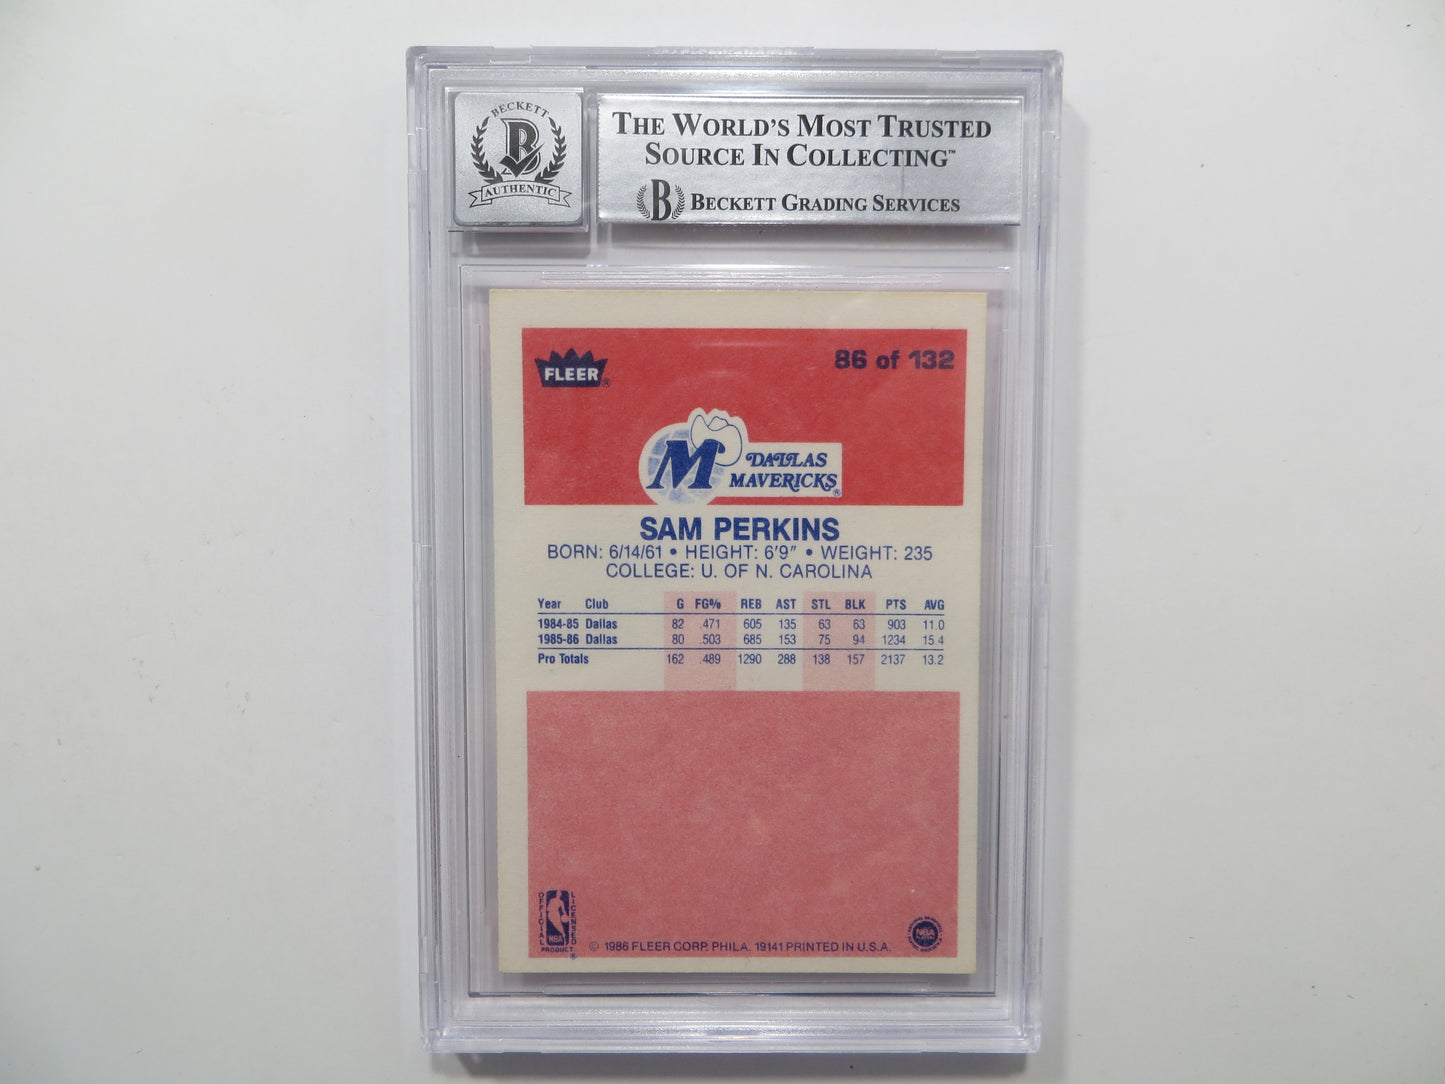 BECKETT
B
AUTHENTIC
THE WORLD'S MOST TRUSTED
SOURCE IN COLLECTING™
B BECKETT GRADING SERVICES
FLEER®
86 of 132
M DALLAS
MAVERICKS®
SAM PERKINS
BORN: 6/14/61 • HEIGHT: 6'9" • WEIGHT: 235
COLLEGE: U. OF N. CAROLINA
Year Club G FG% REB AST STL BLK PTS AVG
1984-85 Dallas 82 .471 605 135 63 63 903 11.0
1985-86 Dallas 80 .503 685 153 75 94 1234 15.4
Pro Totals 162 .489 1290 288 138 157 2137 13.2
OFFICIAL
LICENSED
NBA
PRODUCT®
© 1986 FLEER CORP. PHILA. 19141 PRINTED IN U.S.A.
NBA
PLAYERS